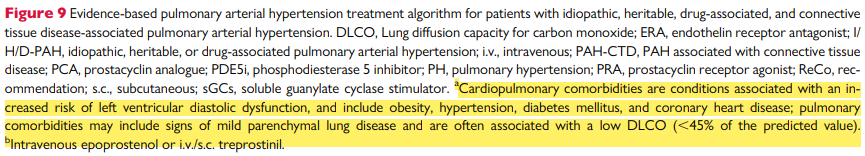 Figure 9 Evidence-based pulmonary arterial hypertension treatment algorithm for patients with idiopathic, heritable, drug-associated, and connective
tissue disease-associated pulmonary arterial hypertension. DLCO, Lung diffusion capacity for carbon monoxide; ERA, endothelin receptor antagonist; I/
H/D-PAH, idiopathic, heritable, or drug-associated pulmonary arterial hypertension; i.v., intravenous; PAH-CTD, PAH associated with connective tissue
disease; PCA, prostacyclin analogue; PDE5i, phosphodiesterase 5 inhibitor; PH, pulmonary hypertension; PRA, prostacyclin receptor agonist; ReCo, rec-
ommendation; s.c., subcutaneous; sGCs, soluble guanylate cyclase stimulator. ᵃCardiopulmonary comorbidities are conditions associated with an in-
creased risk of left ventricular diastolic dysfunction, and include obesity, hypertension, diabetes mellitus, and coronary heart disease; pulmonary
comorbidities may include signs of mild parenchymal lung disease and are often associated with a low DLCO (<45% of the predicted value).
ᵇIntravenous epoprostenol or i.v./s.c. treprostinil.